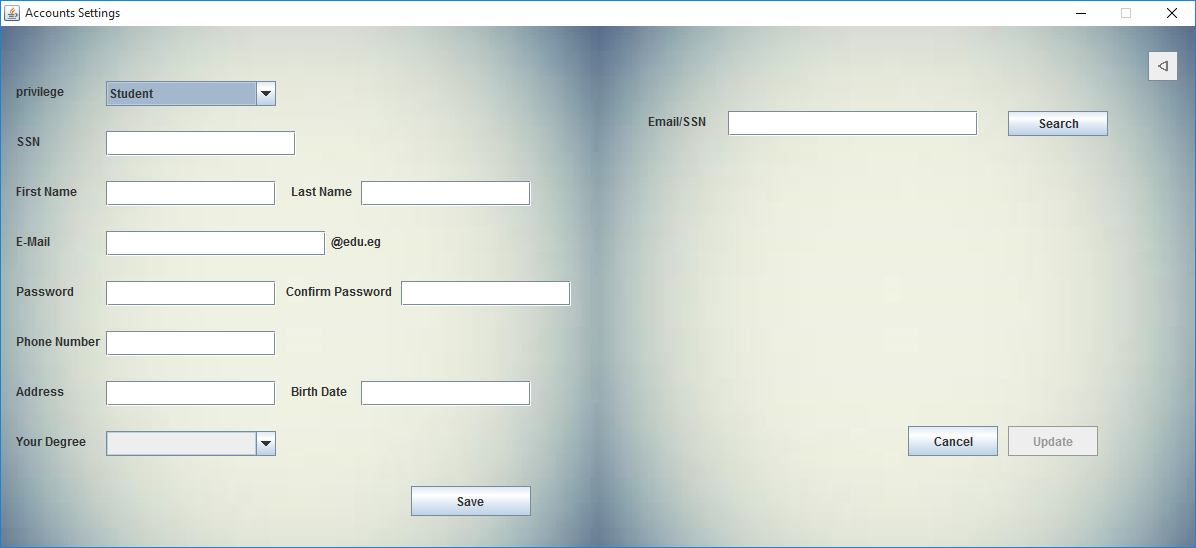 Accounts Settings
privilege Student
SSN
First Name Last Name
E-Mail @edu.eg
Password Confirm Password
Phone Number
Address Birth Date
Your Degree
Save
Email/SSN Search
Cancel Update